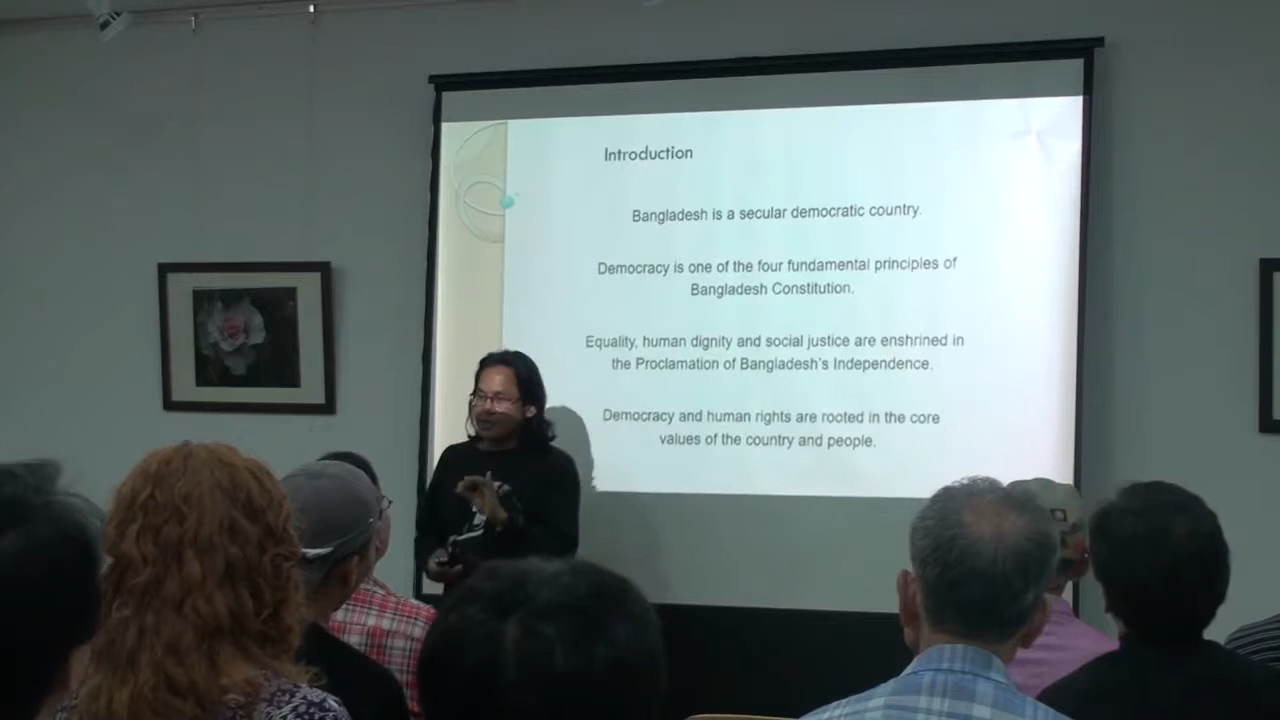 Introduction
Bangladesh is a secular democratic country.
Democracy is one of the four fundamental principles of
Bangladesh Constitution.
Equality, human dignity and social justice are enshrined in
the Proclamation of Bangladesh's Independence.
Democracy and human rights are rooted in the core
values of the country and people.